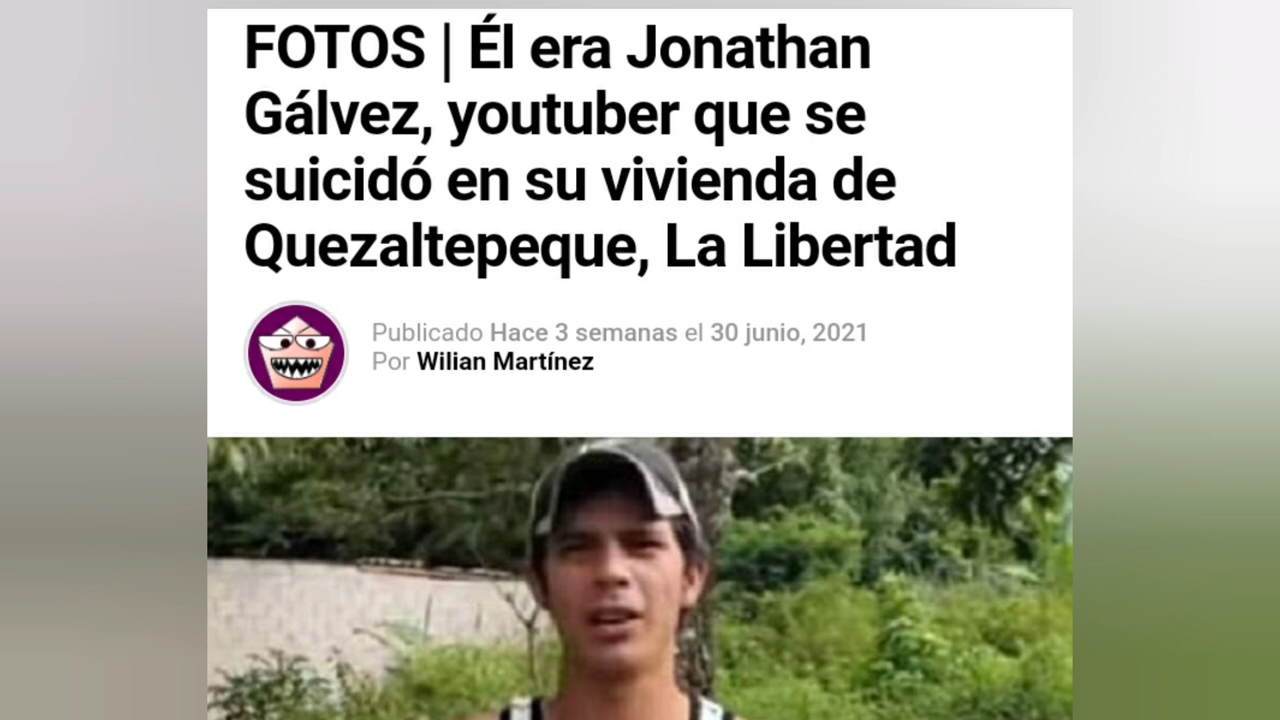 FOTOS | Él era Jonathan
Gálvez, youtuber que se
suicidó en su vivienda de
Quezaltepeque, La Libertad
Publicado Hace 3 semanas el 30 junio, 2021
Por Wilian Martínez